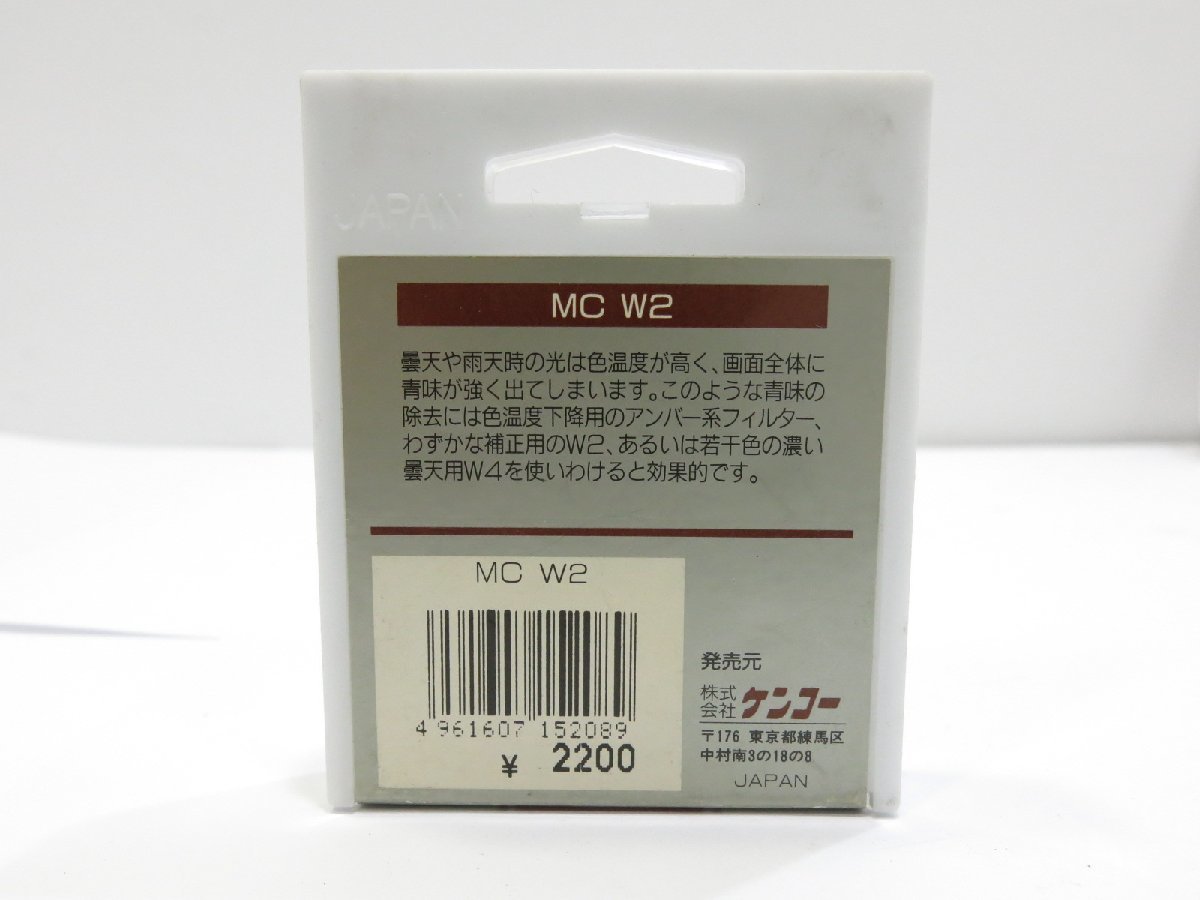 JAPAN
MC W2
曇天や雨天時の光は色温度が高く、画面全体に
青味が強く出てしまいます。このような青味の
除去には色温度下降用のアンバー系フィルター、
わずかな補正用のW2、あるいは若干色の濃い
曇天用W4を使いわけると効果的です。
MC W2
4 961607 152089
¥ 2200
発売元
株式会社 ケンコー
〒176 東京都練馬区
中村南3の18の8
JAPAN